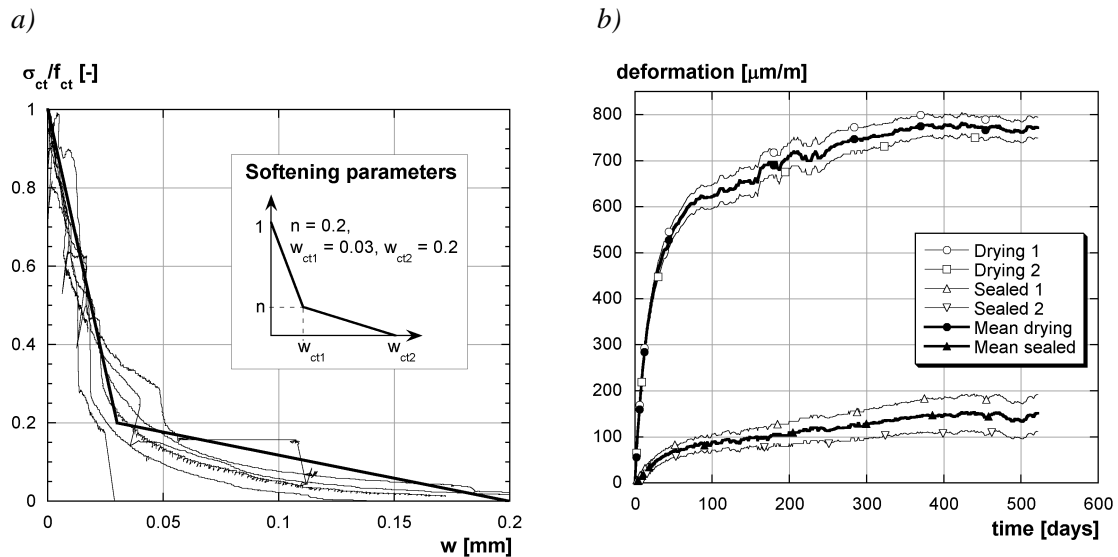 a)
σct/fct [-]
1
0.8
0.6
0.4
0.2
0
0
0.05
0.1
0.15
0.2
w [mm]
Softening parameters
1
n = 0.2,
wct1 = 0.03, wct2 = 0.2
n
wct1
wct2
b)
deformation [μm/m]
800
700
600
500
400
300
200
100
0
0
100
200
300
400
500
600
time [days]
Drying 1
Drying 2
Sealed 1
Sealed 2
Mean drying
Mean sealed